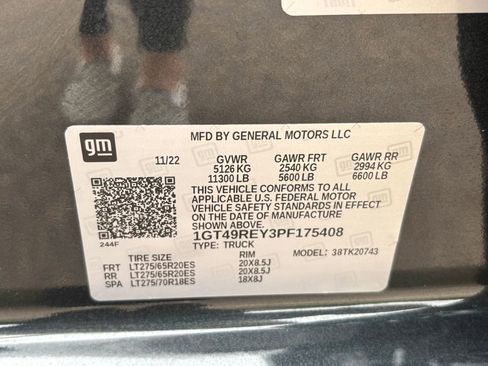 gm
MFD BY GENERAL MOTORS LLC
11/22 GVWR GAWR FRT GAWR RR
5126 KG 2540 KG 2994 KG
11300 LB 5600 LB 6600 LB
THIS VEHICLE CONFORMS TO ALL
APPLICABLE U.S. FEDERAL MOTOR
VEHICLE SAFETY STANDARDS IN
EFFECT ON THE DATE OF MANUFACTURE
SHOWN ABOVE.
1GT49REY3PF175408
244F TYPE: TRUCK MODEL: 38TK20743
TIRE SIZE RIM
FRT LT275/65R20ES 20X8.5J
RR LT275/65R20ES 20X8.5J
SPA LT275/70R18ES 18X8J